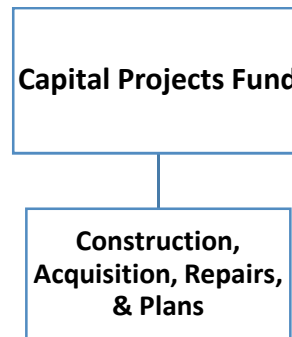 Capital Projects Fund
Construction,
Acquisition, Repairs,
& Plans